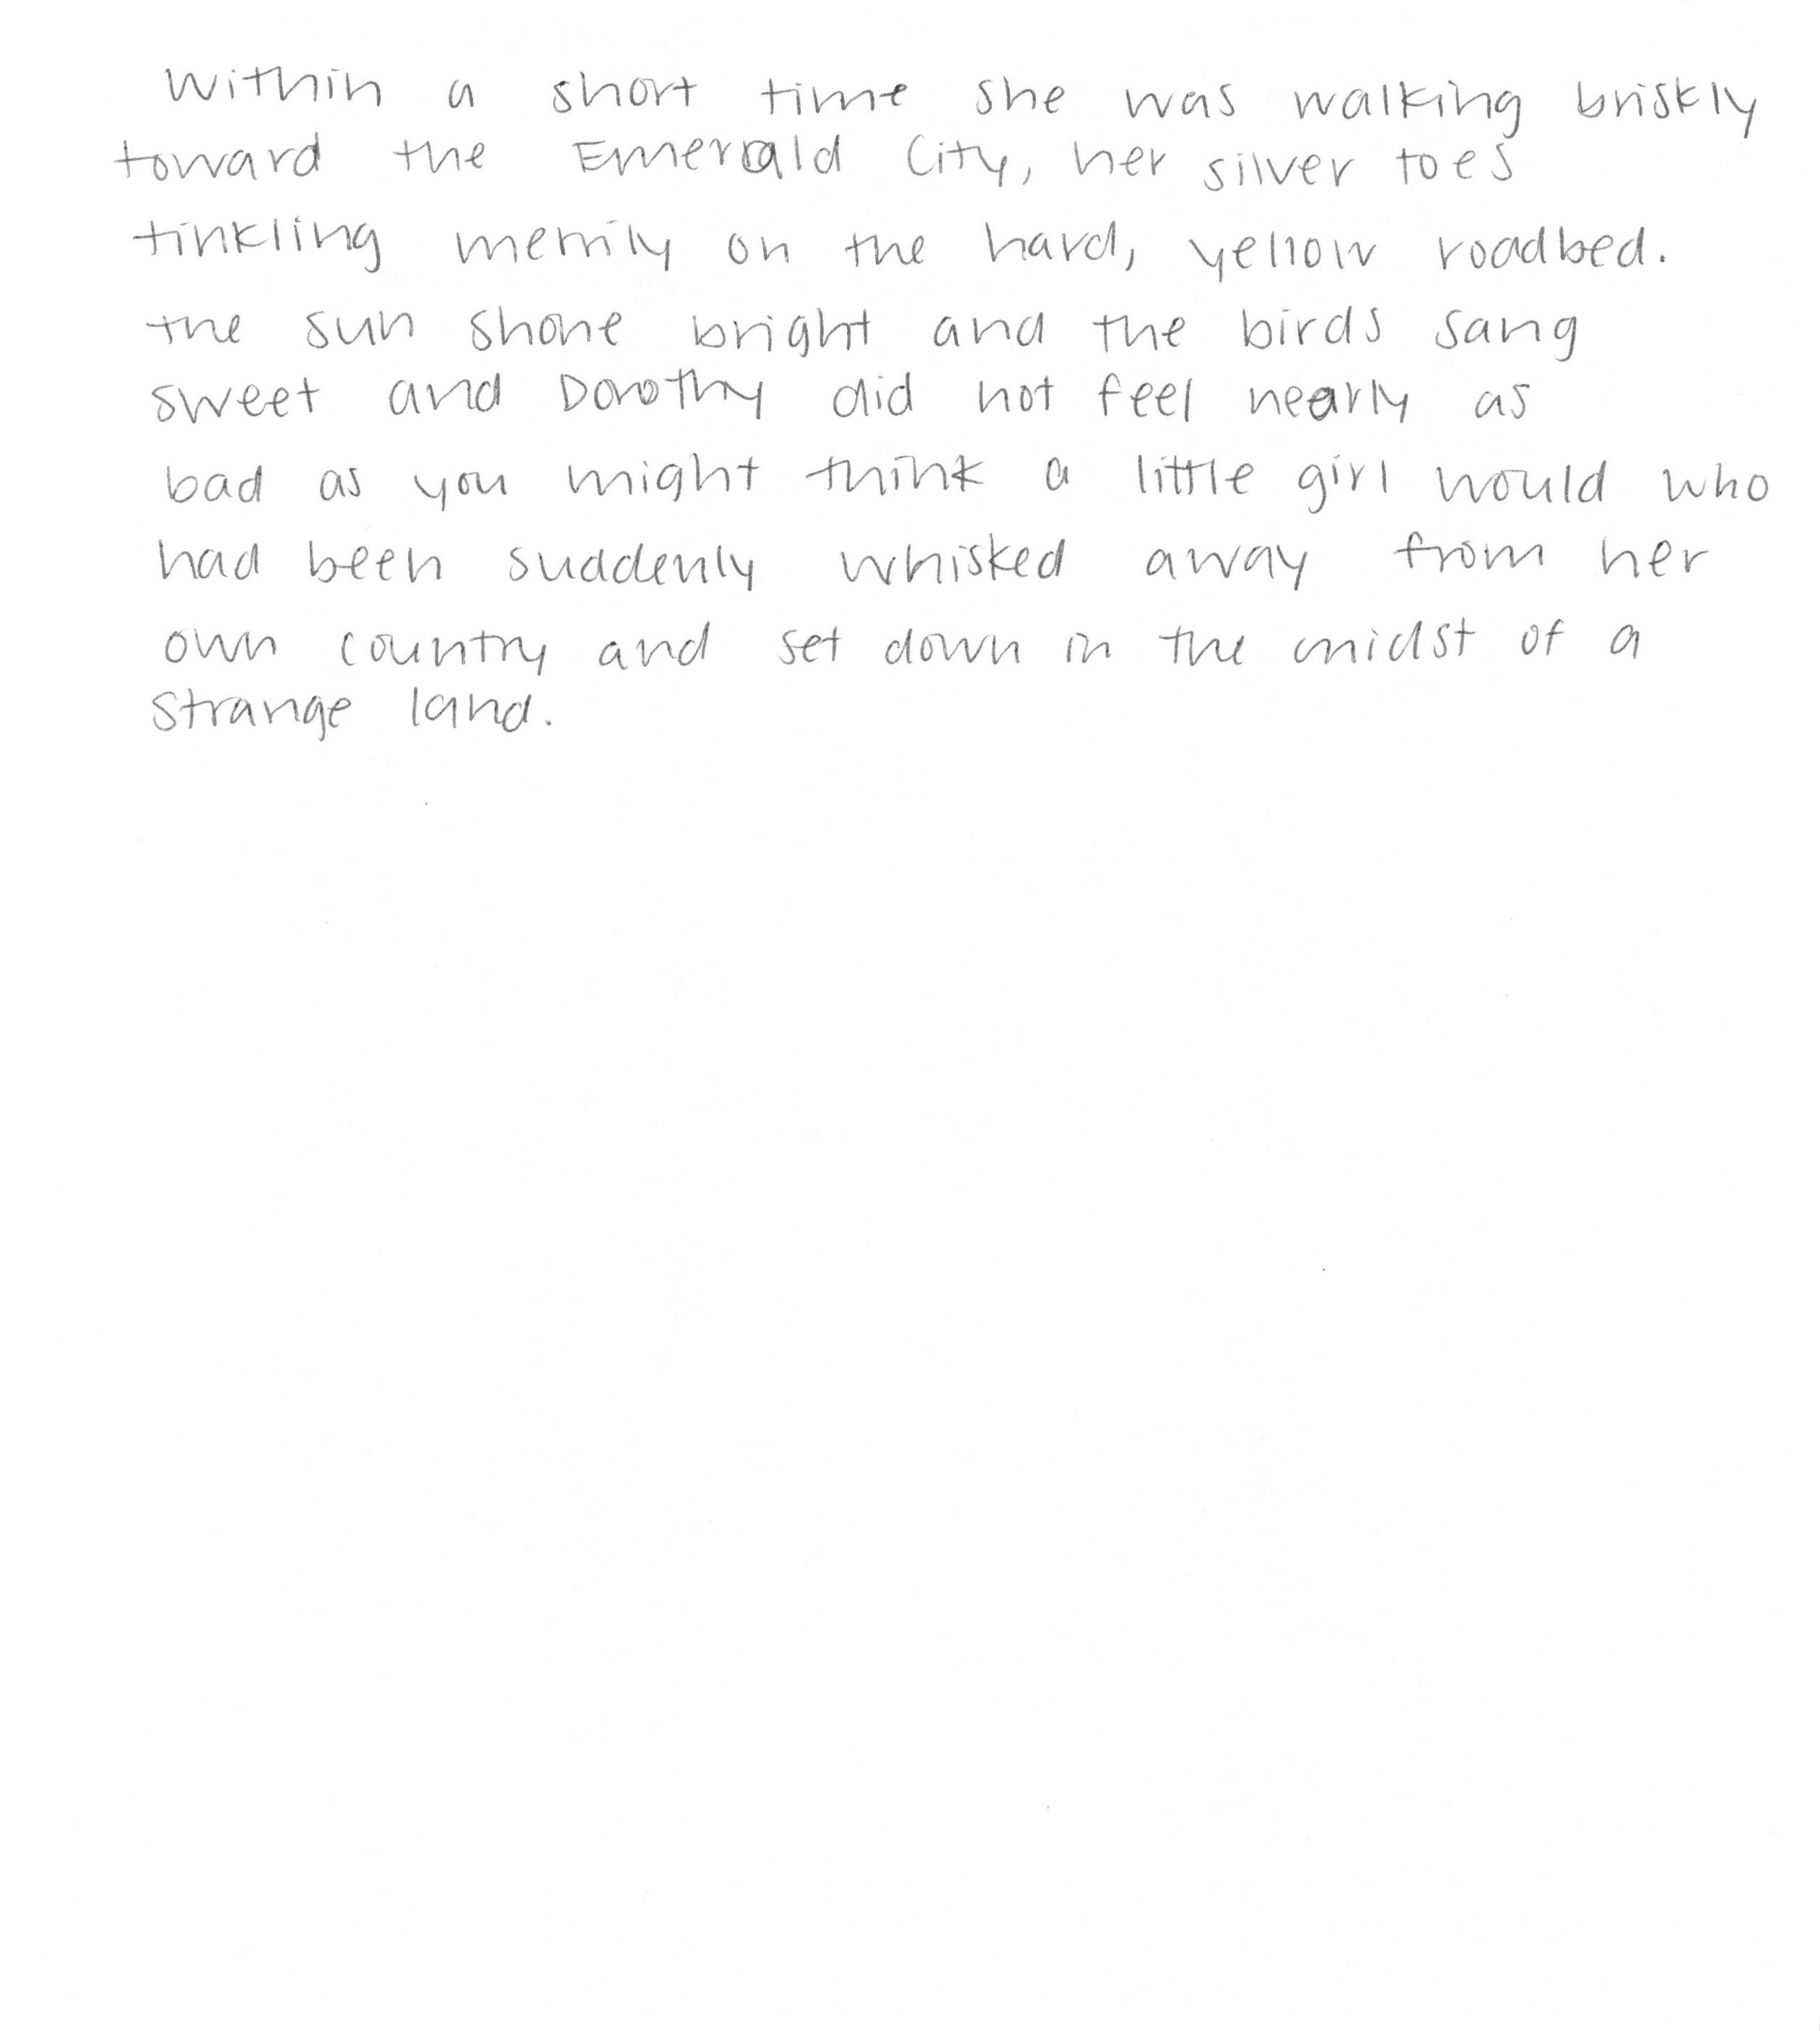 Within a short time she was walking briskly
toward the Emerald City, her silver toes
tinkling merrily on the hard, yellow roadbed.
the sun shone bright and the birds sang
sweet and Dorothy did not feel nearly as
bad as you might think a little girl would who
had been suddenly whisked away from her
own country and set down in the midst of a
strange land.